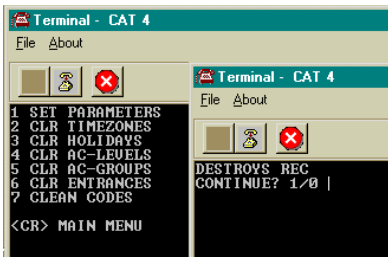 Terminal - CAT 4
File About
1 SET PARAMETERS
2 CLR TIMEZONES
3 CLR HOLIDAYS
4 CLR AC-LEVELS
5 CLR AC-GROUPS
6 CLR ENTRANCES
7 CLEAN CODES
<CR> MAIN MENU
Terminal - CAT 4
File About
DESTROYS REC
CONTINUE? 1/0 |